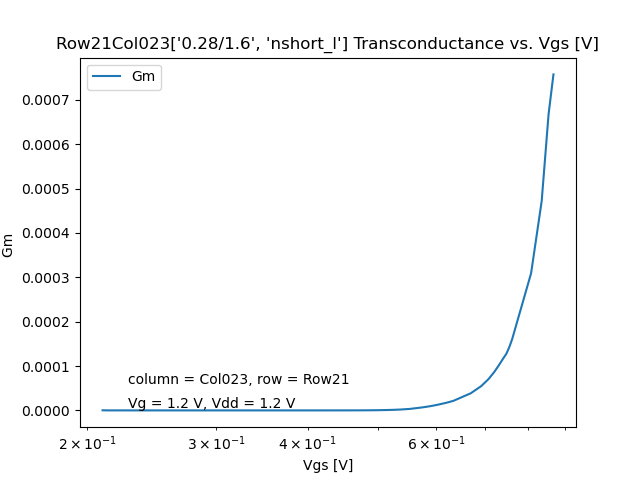 Row21Col023['0.28/1.6', 'nshort_l'] Transconductance vs. Vgs [V]
Gm
0.0007
0.0006
0.0005
0.0004
0.0003
0.0002
0.0001
0.0000
Gm
column = Col023, row = Row21
Vg = 1.2 V, Vdd = 1.2 V
2 × 10⁻¹
3 × 10⁻¹
4 × 10⁻¹
6 × 10⁻¹
Vgs [V]